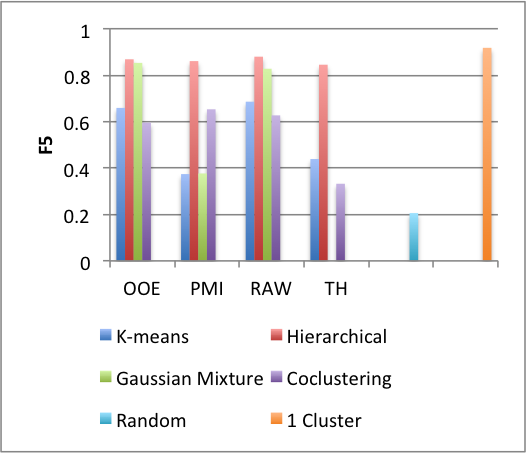 1
0.8
0.6
0.4
0.2
0
F5
OOE PMI RAW TH
K-means Hierarchical
Gaussian Mixture Coclustering
Random 1 Cluster